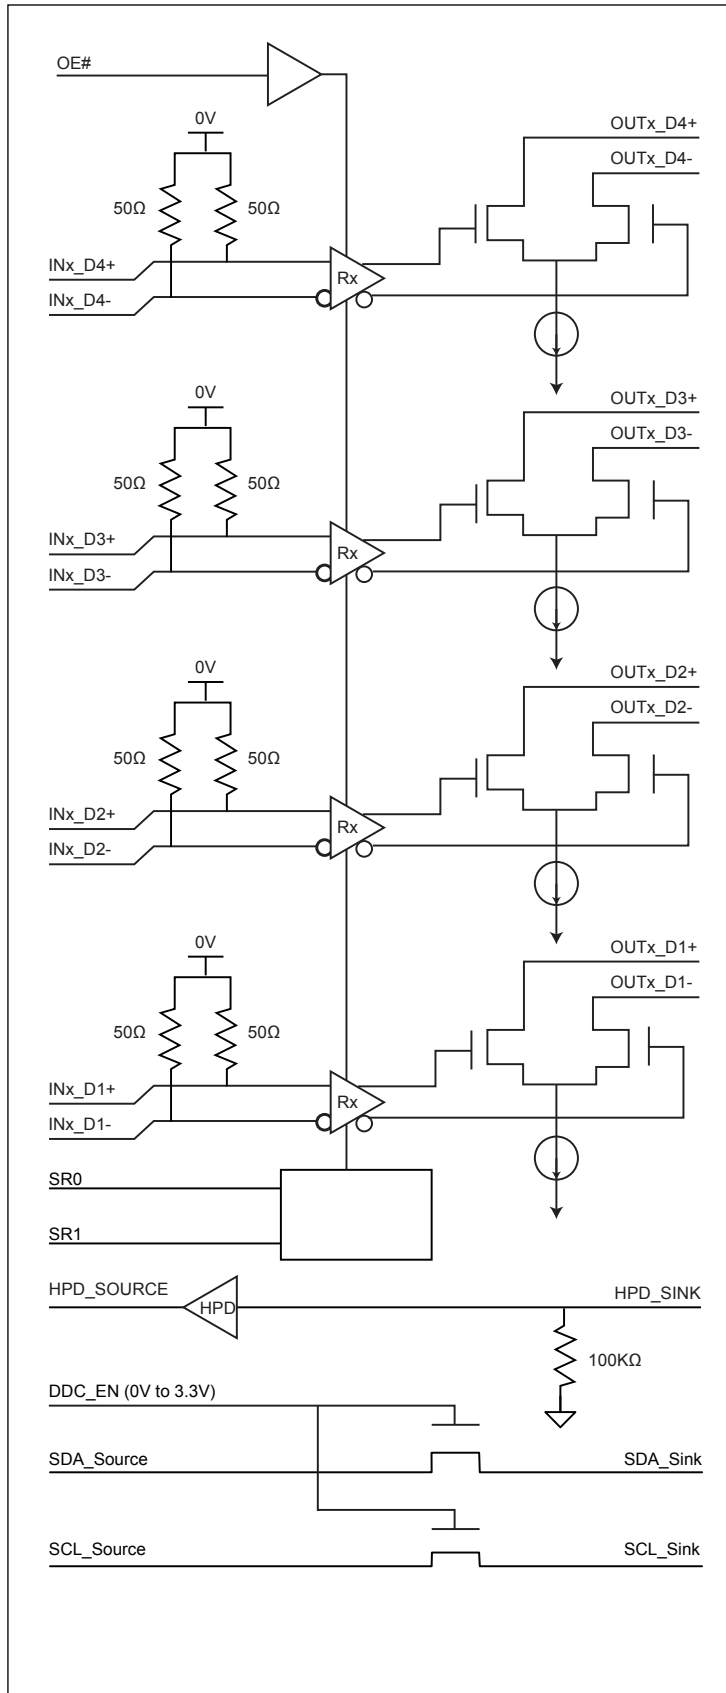 OE#
0V
OUTx_D4+
OUTx_D4-
50Ω
50Ω
INx_D4+
Rx
INx_D4-
0V
OUTx_D3+
OUTx_D3-
50Ω
50Ω
INx_D3+
Rx
INx_D3-
0V
OUTx_D2+
OUTx_D2-
50Ω
50Ω
INx_D2+
Rx
INx_D2-
0V
OUTx_D1+
OUTx_D1-
50Ω
50Ω
INx_D1+
Rx
INx_D1-
SR0
SR1
HPD_SOURCE
HPD
HPD_SINK
100KΩ
DDC_EN (0V to 3.3V)
SDA_Source
SDA_Sink
SCL_Source
SCL_Sink